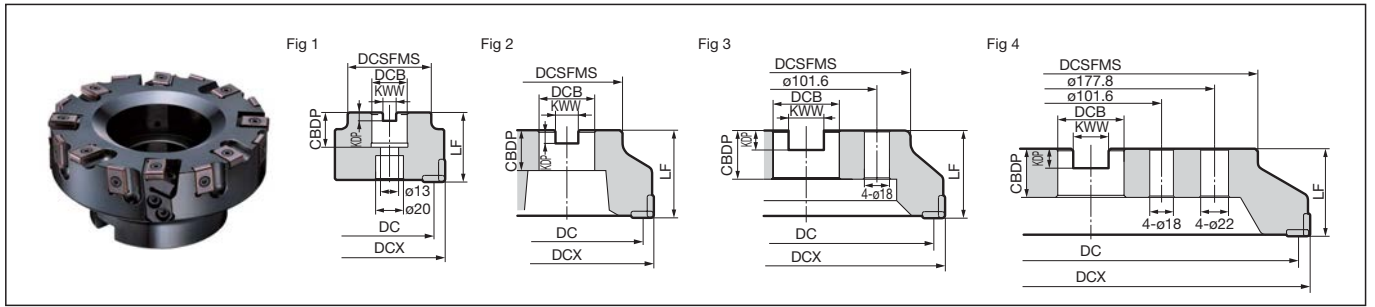 Fig 1
DCSFMS
DCB
KWW
KDP
CBDP
LF
ø13
ø20
DC
DCX
Fig 2
DCSFMS
DCB
KWW
KDP
CBDP
LF
DC
DCX
Fig 3
DCSFMS
ø101.6
DCB
KWW
KDP
CBDP
LF
4-ø18
DC
DCX
Fig 4
DCSFMS
ø177.8
ø101.6
DCB
KWW
KDP
CBDP
LF
4-ø18
4-ø22
DC
DCX